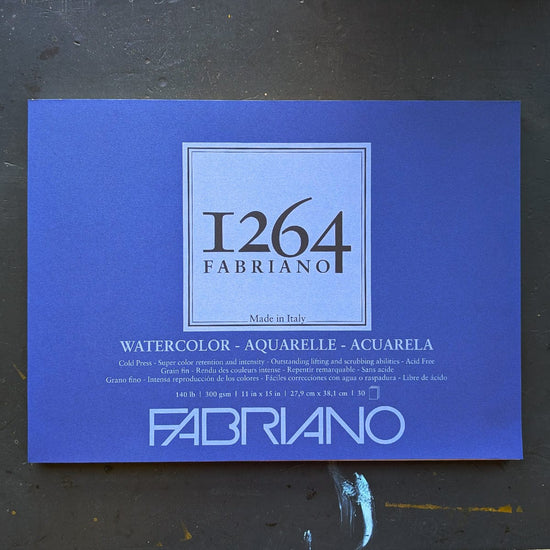 1264
FABRIANO
Made in Italy
WATERCOLOR - AQUARELLE - ACUARELA
Cold Press - Super color retention and intensity - Outstanding lifting and scrubbing abilities - Acid Free
Grain fin - Rendu des couleurs intense - Repentir remarquable - Sans acide
Grano fino - Intensa reproducción de los colores - Fáciles correcciones con agua o raspadura - Libre de ácido
140 lb | 300 gsm | 11 in x 15 in | 27,9 cm x 38,1 cm | 30
FABRIANO